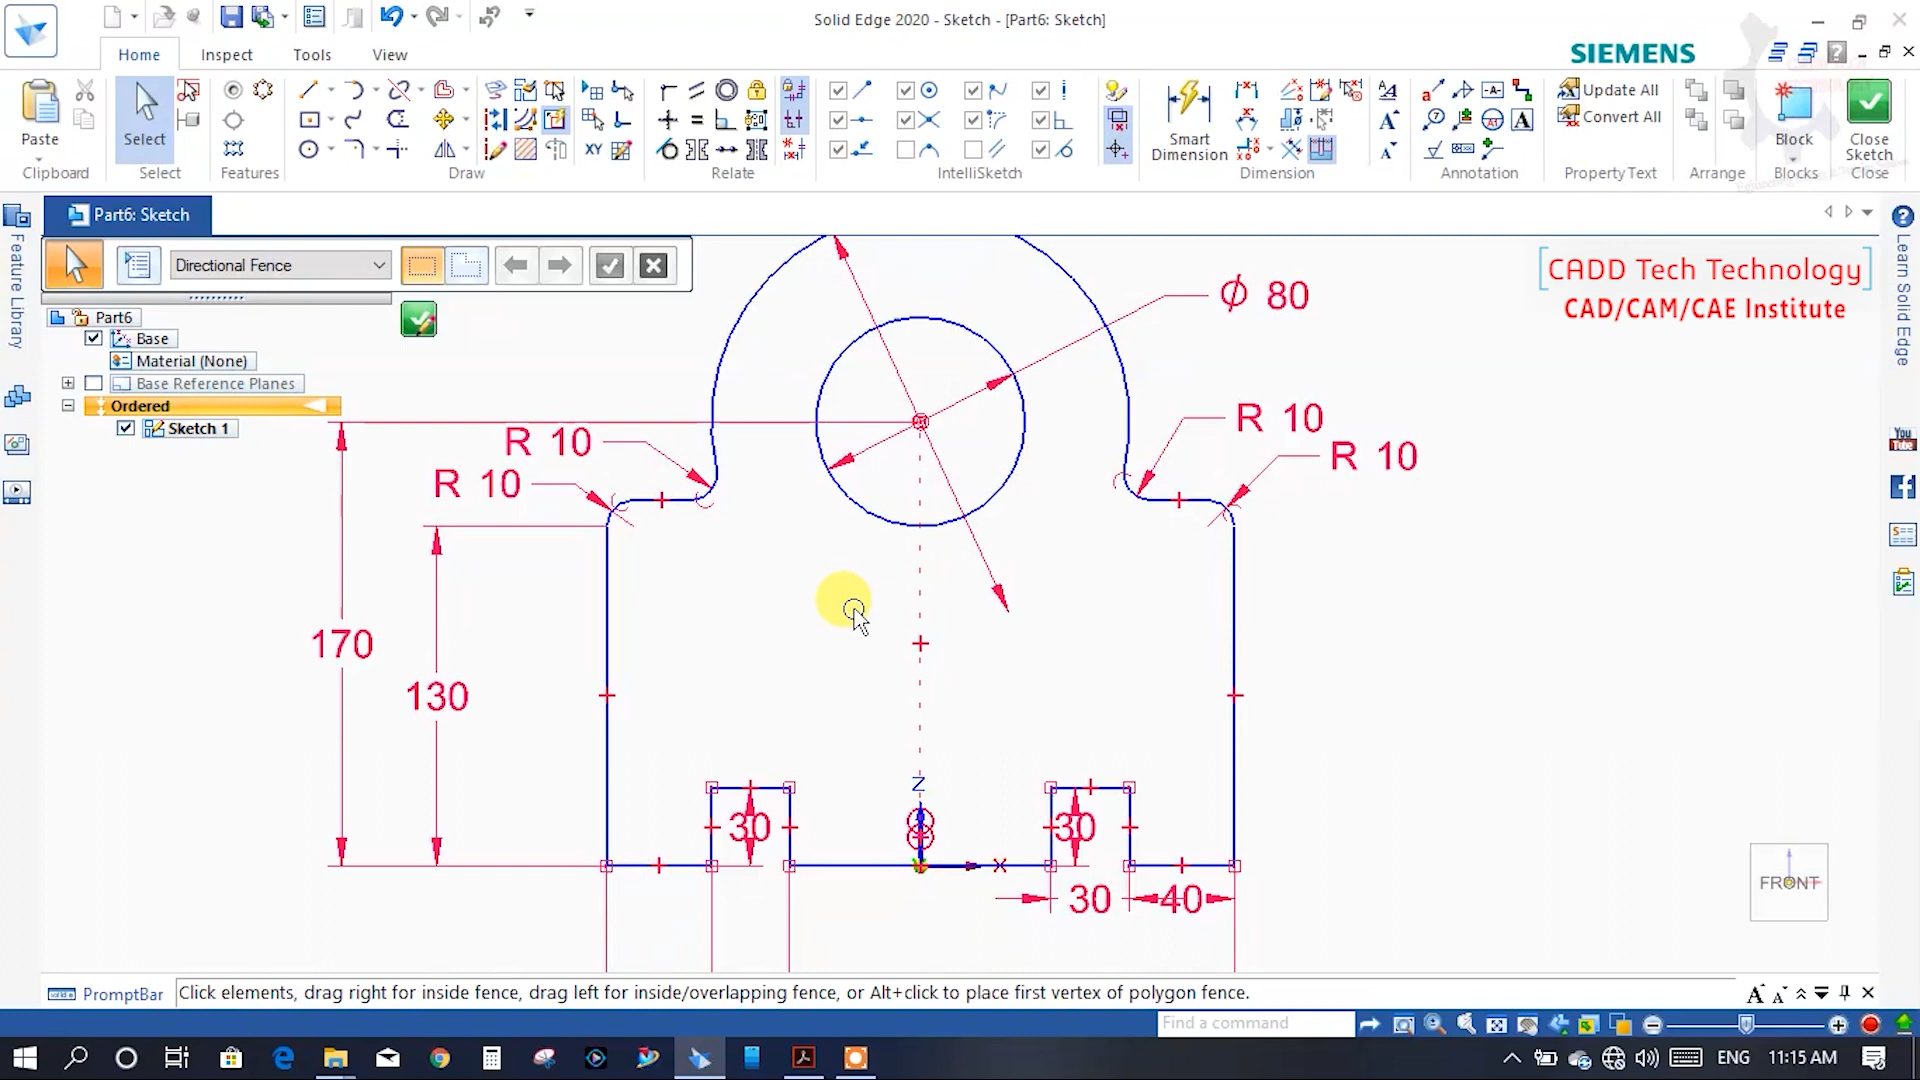 Solid Edge 2020 - Sketch - [Part6: Sketch]
Home
Inspect
Tools
View
SIEMENS
Paste
Select
Smart
Dimension
Update All
Convert All
Block
Close
Sketch
Clipboard
Select
Features
Draw
Relate
IntelliSketch
Dimension
Annotation
Property Text
Arrange
Blocks
Close
XY
Part6: Sketch
Directional Fence
Feature Library
Learn Solid Edge
[CADD Tech Technology]
CAD/CAM/CAE Institute
Part6
Base
Material (None)
Base Reference Planes
Ordered
Sketch 1
Ø 80
R 10
R 10
R 10
R 10
170
130
Z
30
30
X
30
40
FRONT
You
Tube
PromptBar
Click elements, drag right for inside fence, drag left for inside/overlapping fence, or Alt+click to place first vertex of polygon fence.
Find a command
ENG
11:15 AM